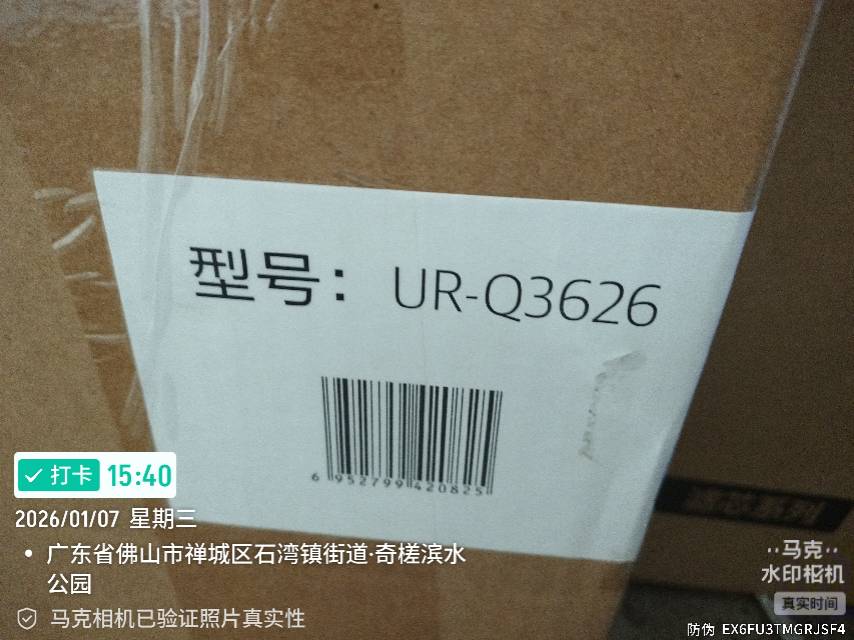 型号： UR-Q3626
6 952799 420825
打卡 15:40
2026/01/07 星期三
• 广东省佛山市禅城区石湾镇街道·奇槎滨水
公园
马克相机已验证照片真实性
马克
水印相机
真实时间
防伪 EX6FU3TMGRJSF4